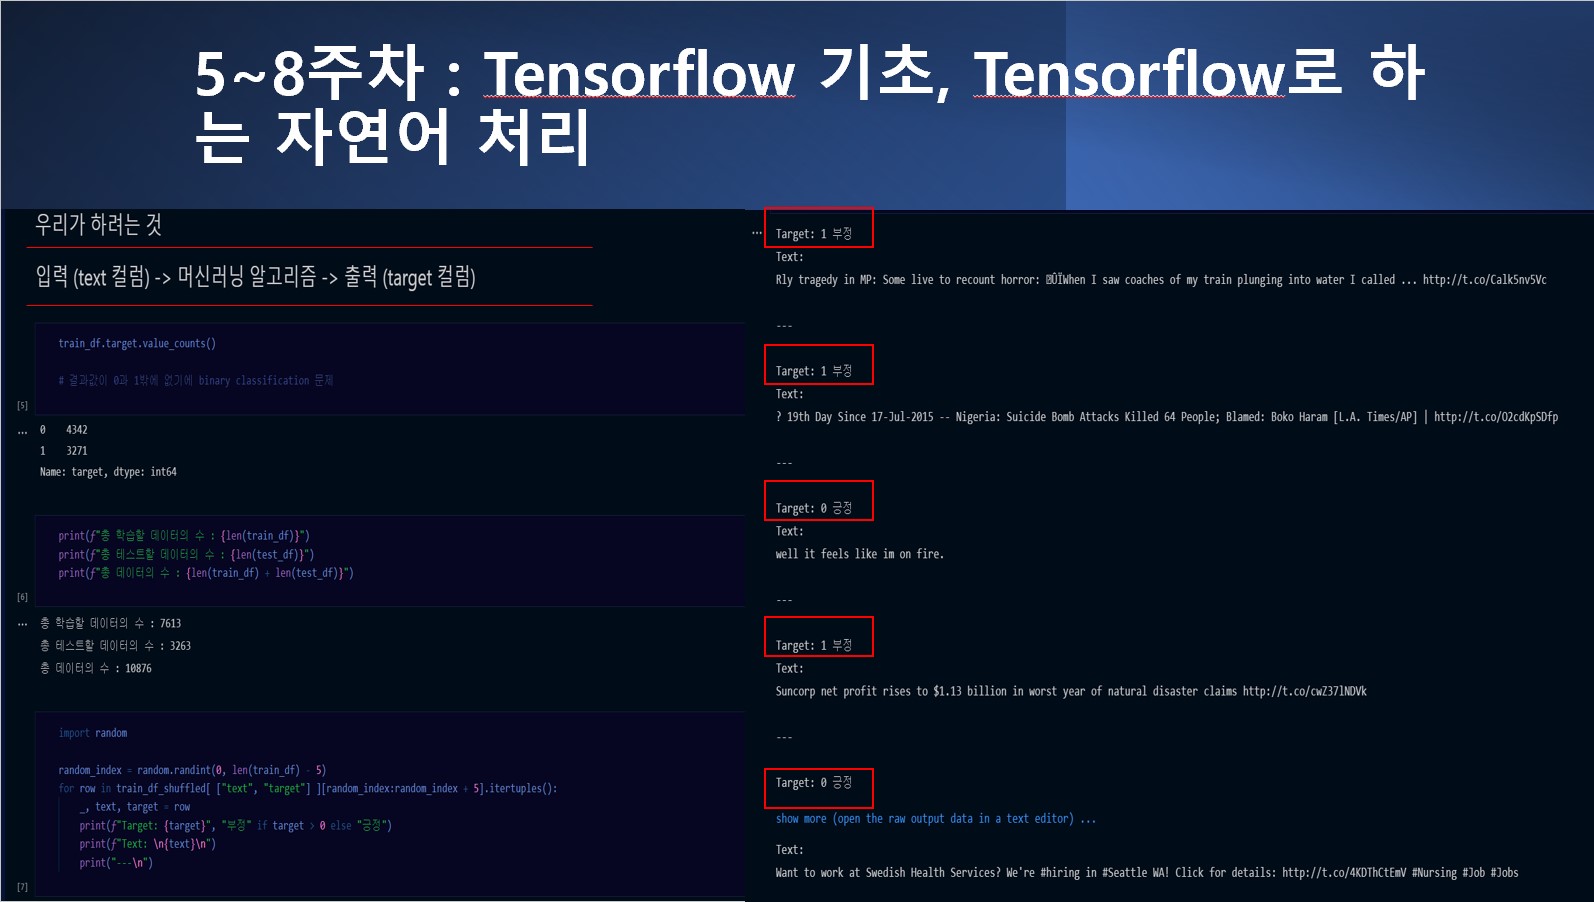 5~8주차 : Tensorflow 기초, Tensorflow로 하
는 자연어 처리
우리가 하려는 것
입력 (text 컬럼) -> 머신러닝 알고리즘 -> 출력 (target 컬럼)
train_df.target.value_counts()
# 결과값이 0과 1밖에 없기에 binary classification 문제
[5]
... 0    4342
1    3271
Name: target, dtype: int64
print(f"총 학습할 데이터의 수 : {len(train_df)}")
print(f"총 테스트할 데이터의 수 : {len(test_df)}")
print(f"총 데이터의 수 : {len(train_df) + len(test_df)}")
[6]
... 총 학습할 데이터의 수 : 7613
총 테스트할 데이터의 수 : 3263
총 데이터의 수 : 10876
import random
random_index = random.randint(0, len(train_df) - 5)
for row in train_df_shuffled[ ["text", "target"] ][random_index:random_index + 5].itertuples():
_, text, target = row
print(f"Target: {target}", "부정" if target > 0 else "긍정")
print(f"Text: \n{text}\n")
print("---\n")
[7]
... Target: 1 부정
Text:
Rly tragedy in MP: Some live to recount horror: ÛÏWhen I saw coaches of my train plunging into water I called ... http://t.co/CaIk5nv5Vc
---
Target: 1 부정
Text:
? 19th Day Since 17-Jul-2015 -- Nigeria: Suicide Bomb Attacks Killed 64 People; Blamed: Boko Haram [L.A. Times/AP] | http://t.co/O2cdKpSDfp
---
Target: 0 긍정
Text:
well it feels like im on fire.
---
Target: 1 부정
Text:
Suncorp net profit rises to $1.13 billion in worst year of natural disaster claims http://t.co/cwZ37lNDVk
---
Target: 0 긍정
show more (open the raw output data in a text editor) ...
Text:
Want to work at Swedish Health Services? We're #hiring in #Seattle WA! Click for details: http://t.co/4KDThCtEmV #Nursing #Job #Jobs